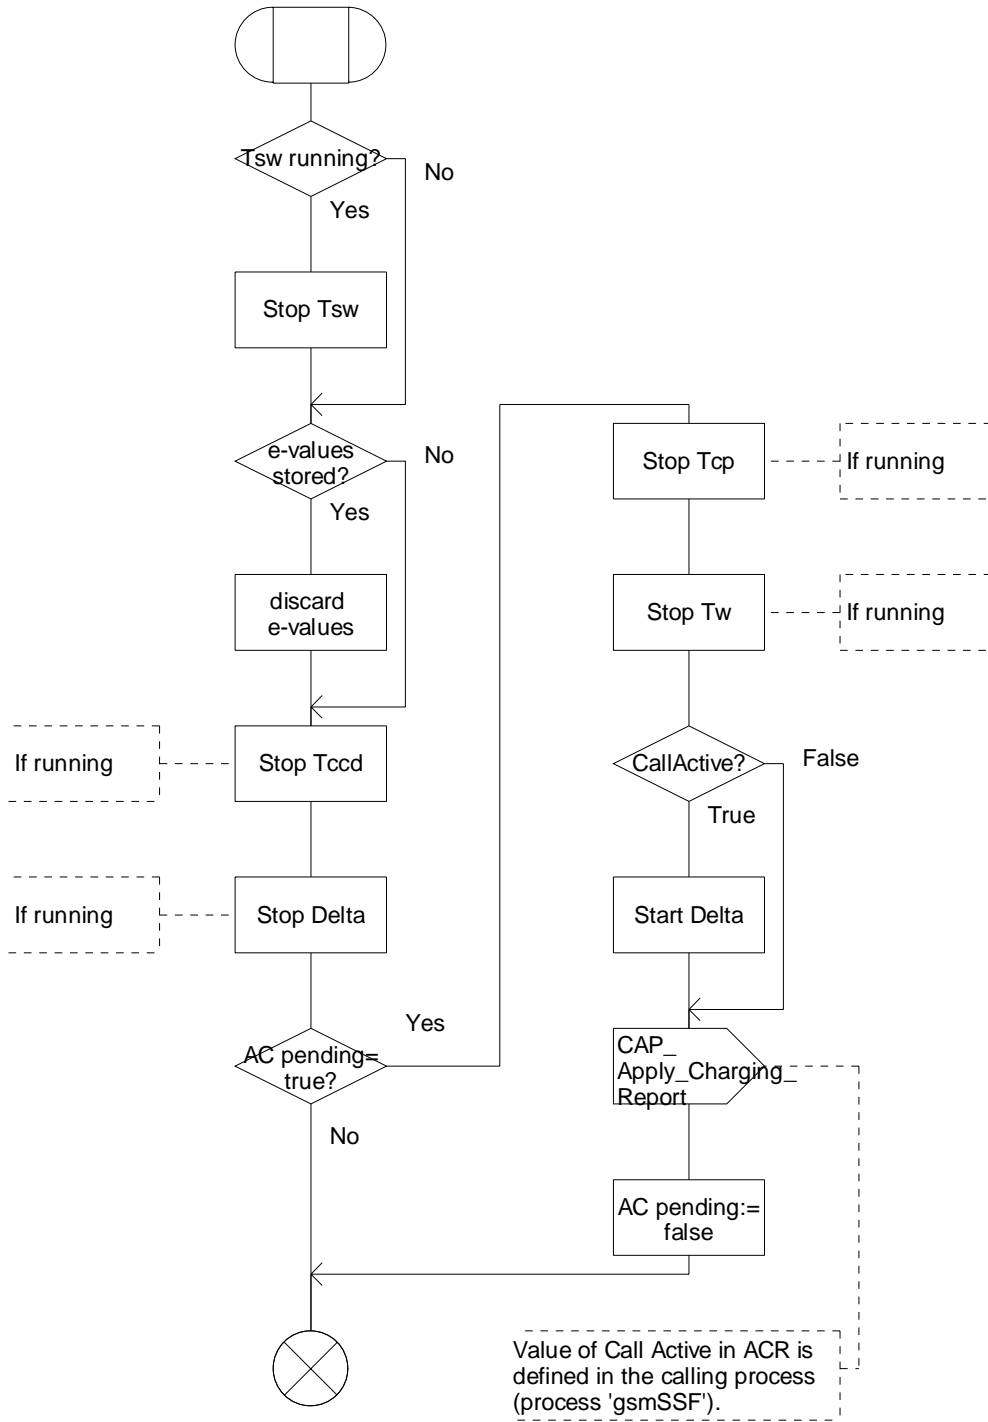 Tsw running?
No
Yes
Stop Tsw
e-values
stored?
No
Yes
discard
e-values
If running
Stop Tccd
If running
Stop Delta
AC pending=
true?
Yes
No
Stop Tcp
If running
Stop Tw
If running
CallActive?
False
True
Start Delta
CAP_
Apply_Charging_
Report
AC pending:=
false
Value of Call Active in ACR is
defined in the calling process
(process 'gsmSSF').